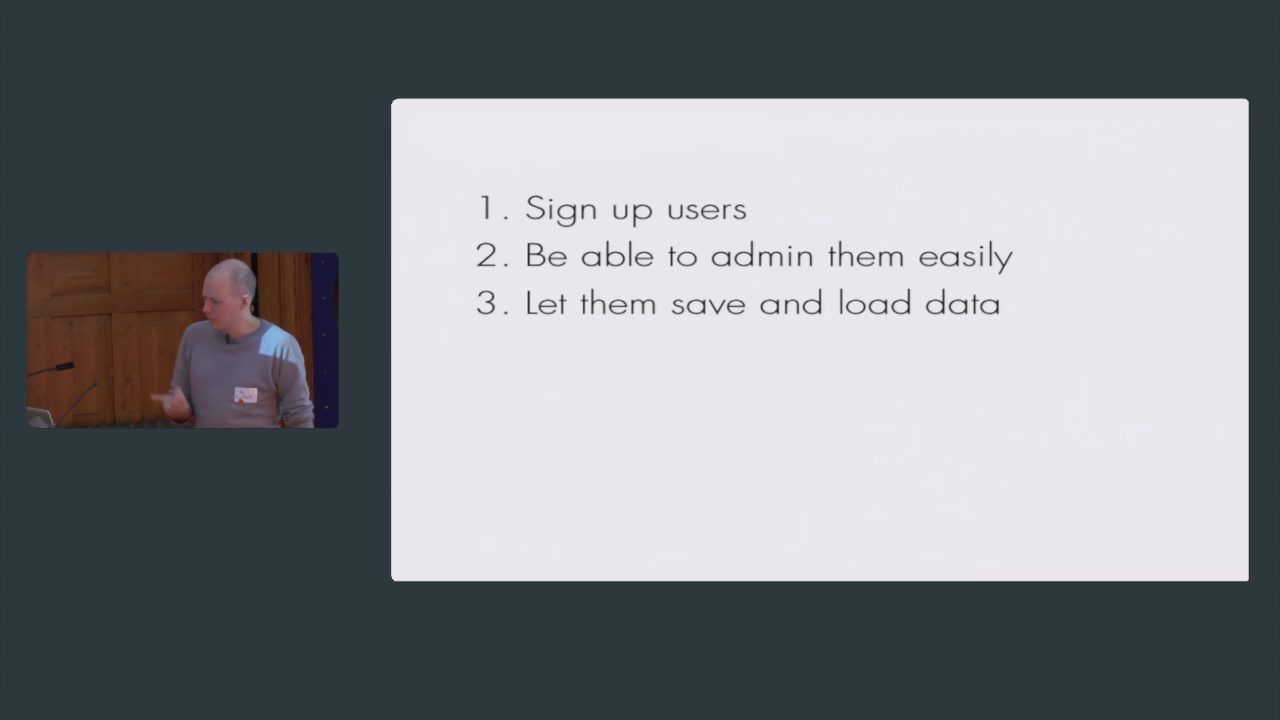 1. Sign up users
2. Be able to admin them easily
3. Let them save and load data